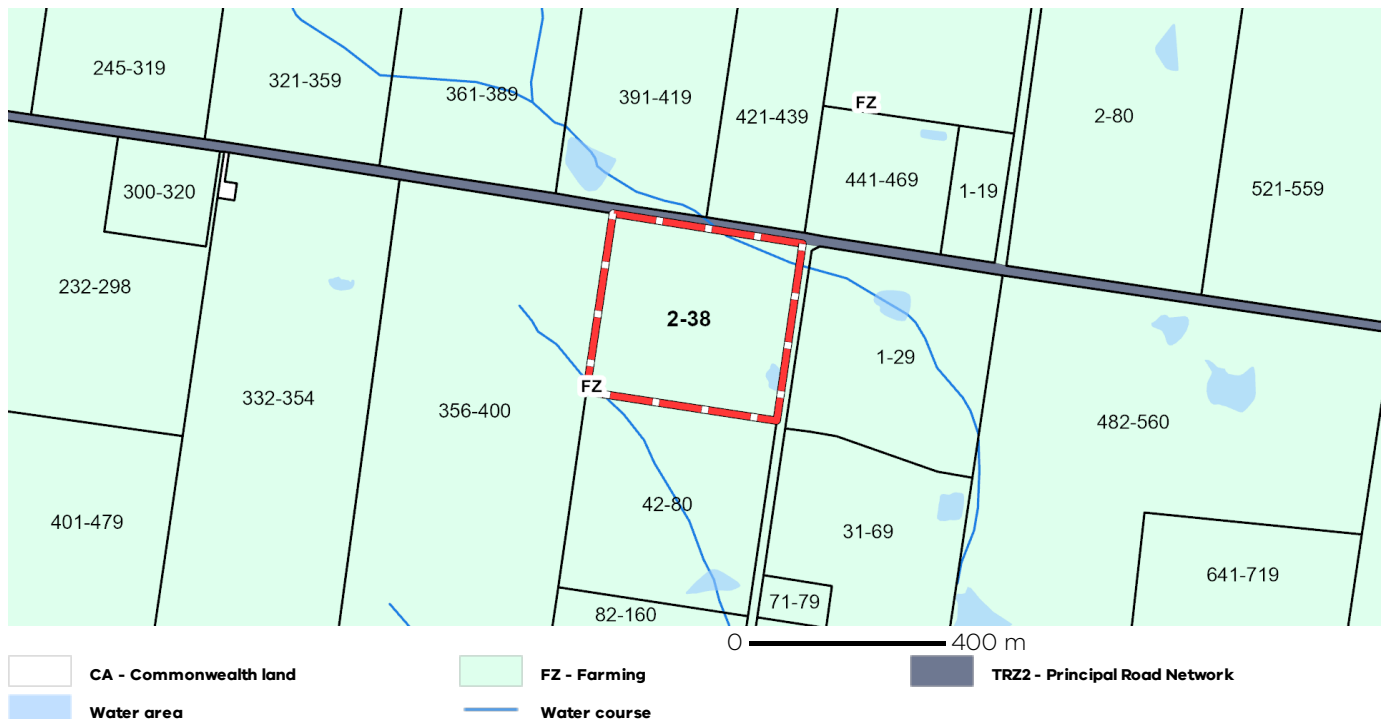 245-319
321-359
361-389
391-419
421-439
FZ
2-80
300-320
441-469
1-19
521-559
232-298
2-38
1-29
FZ
332-354
356-400
482-560
401-479
42-80
31-69
641-719
82-160
71-79
0 400 m
CA - Commonwealth land
FZ - Farming
TRZ2 - Principal Road Network
Water area
Water course